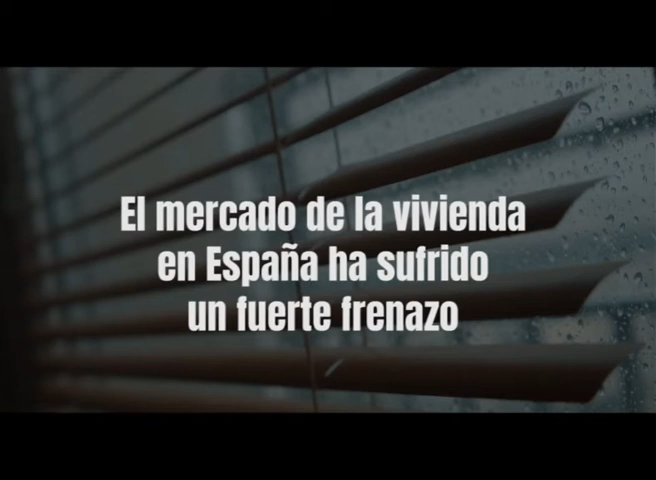 El mercado de la vivienda
en España ha sufrido
un fuerte frenazo